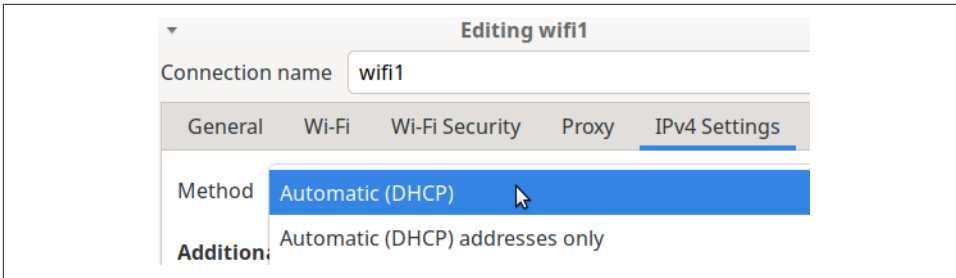 Editing wifi1
Connection name wifi1
General Wi-Fi Wi-Fi Security Proxy IPv4 Settings
Method Automatic (DHCP)
Automatic (DHCP) addresses only